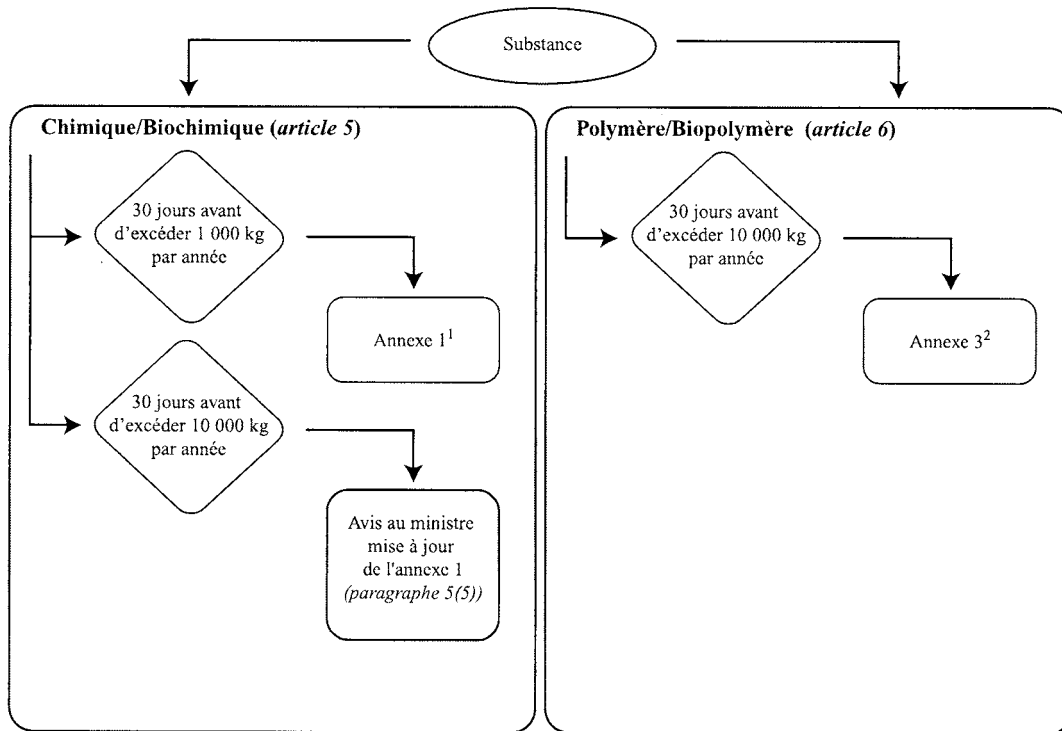 Substance
Chimique/Biochimique (article 5)
30 jours avant
d'excéder 1 000 kg
par année
Annexe 1¹
30 jours avant
d'excéder 10 000 kg
par année
Avis au ministre
mise à jour
de l'annexe 1
(paragraphe 5(5))
Polymère/Biopolymère (article 6)
30 jours avant
d'excéder 10 000 kg
par année
Annexe 3²